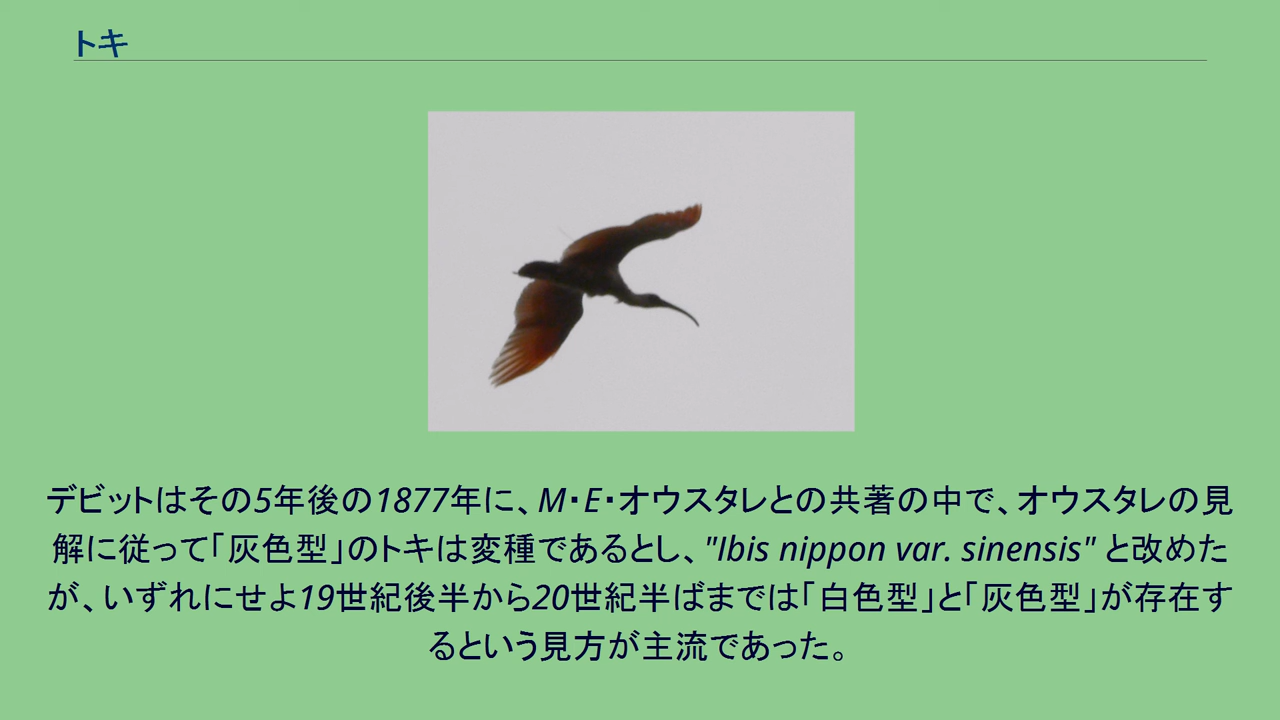 トキ
デビットはその5年後の1877年に、M・E・オウスタレとの共著の中で、オウスタレの見
解に従って「灰色型」のトキは変種であるとし、"Ibis nippon var. sinensis" と改めた
が、いずれにせよ19世紀後半から20世紀半ばまでは「白色型」と「灰色型」が存在す
るという見方が主流であった。